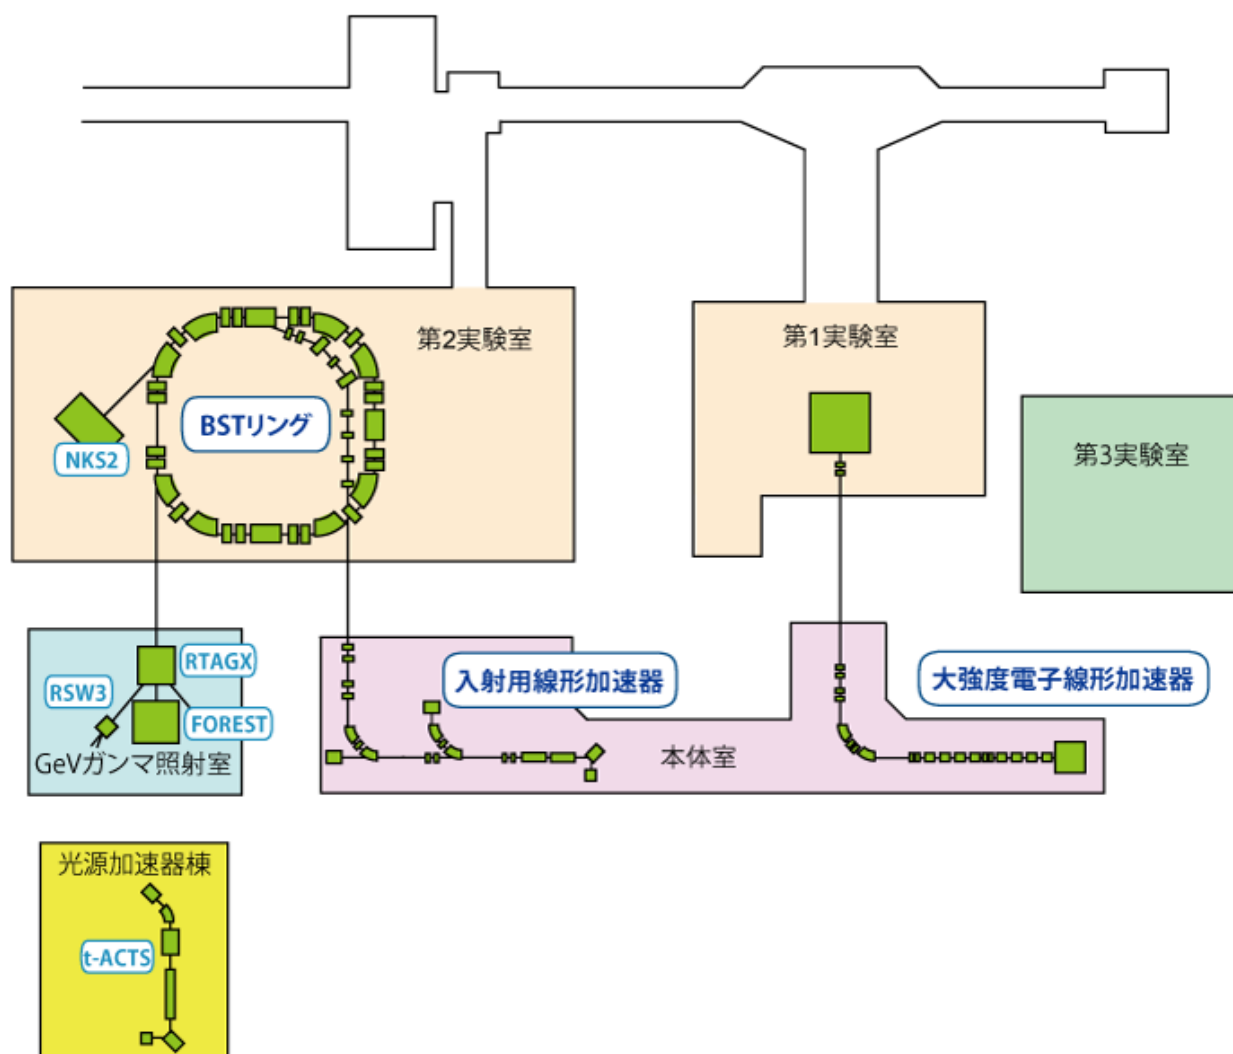 第2実験室
第1実験室
BSTリング
NKS2
第3実験室
RTAGX
RSW3
FOREST
GeVガンマ照射室
入射用線形加速器
大強度電子線形加速器
本体室
光源加速器棟
t-ACTS